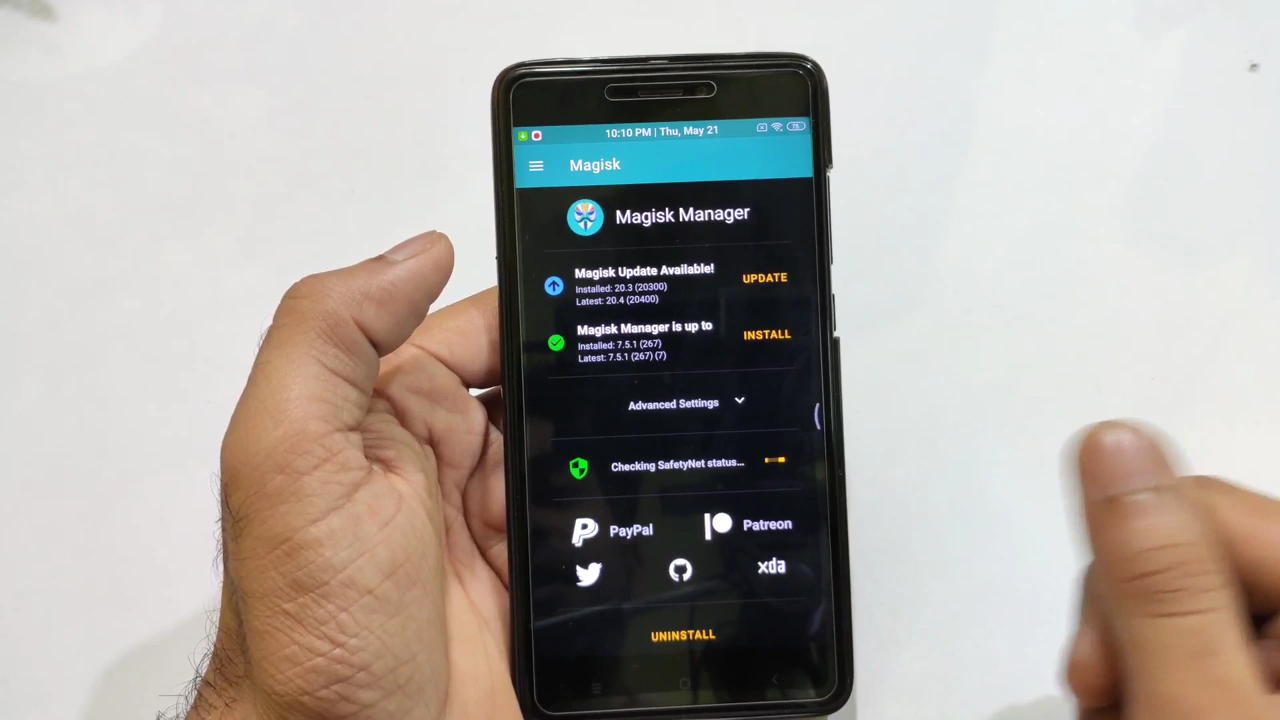 10:10 PM | Thu, May 21
Magisk
Magisk Manager
Magisk Update Available!
Installed: 20.3 (20300)
Latest: 20.4 (20400)
UPDATE
Magisk Manager is up to
Installed: 7.5.1 (267)
Latest: 7.5.1 (267) (7)
INSTALL
Advanced Settings
Checking SafetyNet status...
PayPal
Patreon
xda
UNINSTALL